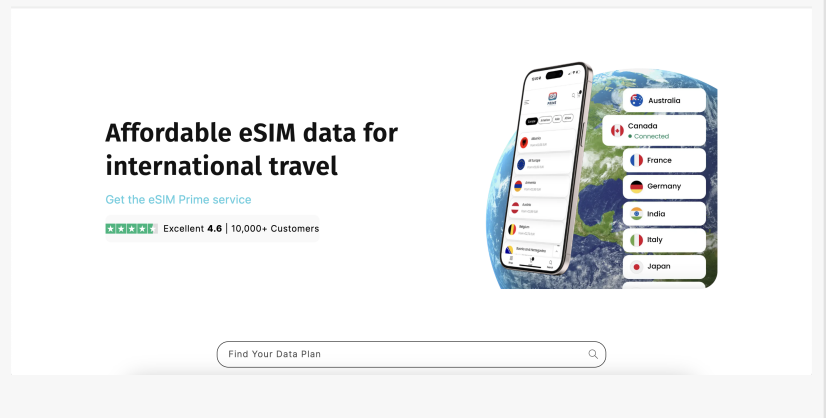 Affordable eSIM data for
international travel
Get the eSIM Prime service
Excellent 4.6 | 10,000+ Customers
Australia
Canada
Connected
France
Germany
India
Italy
Japan
Find Your Data Plan